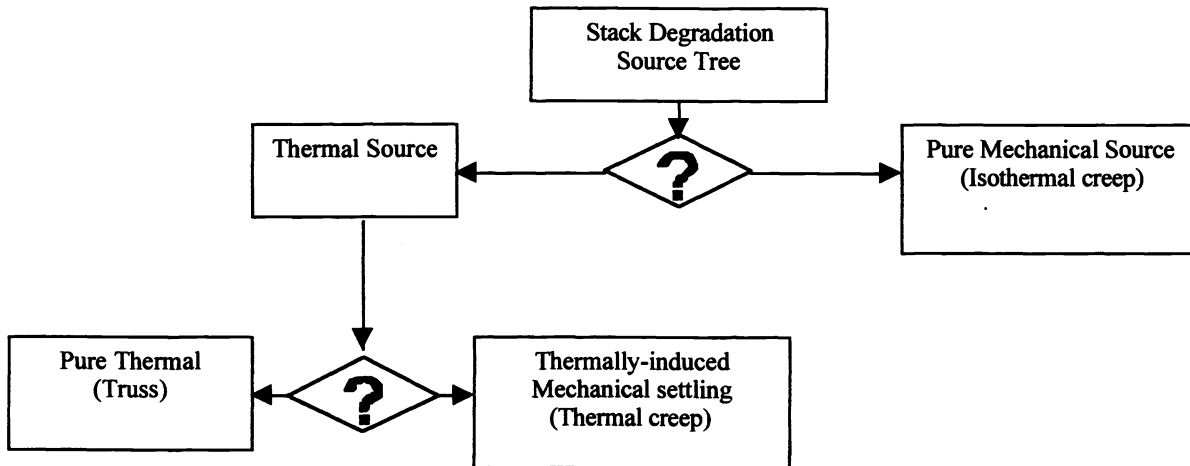 Stack Degradation
Source Tree
Thermal Source
?
Pure Mechanical Source
(Isothermal creep)
Pure Thermal
(Truss)
?
Thermally-induced
Mechanical settling
(Thermal creep)